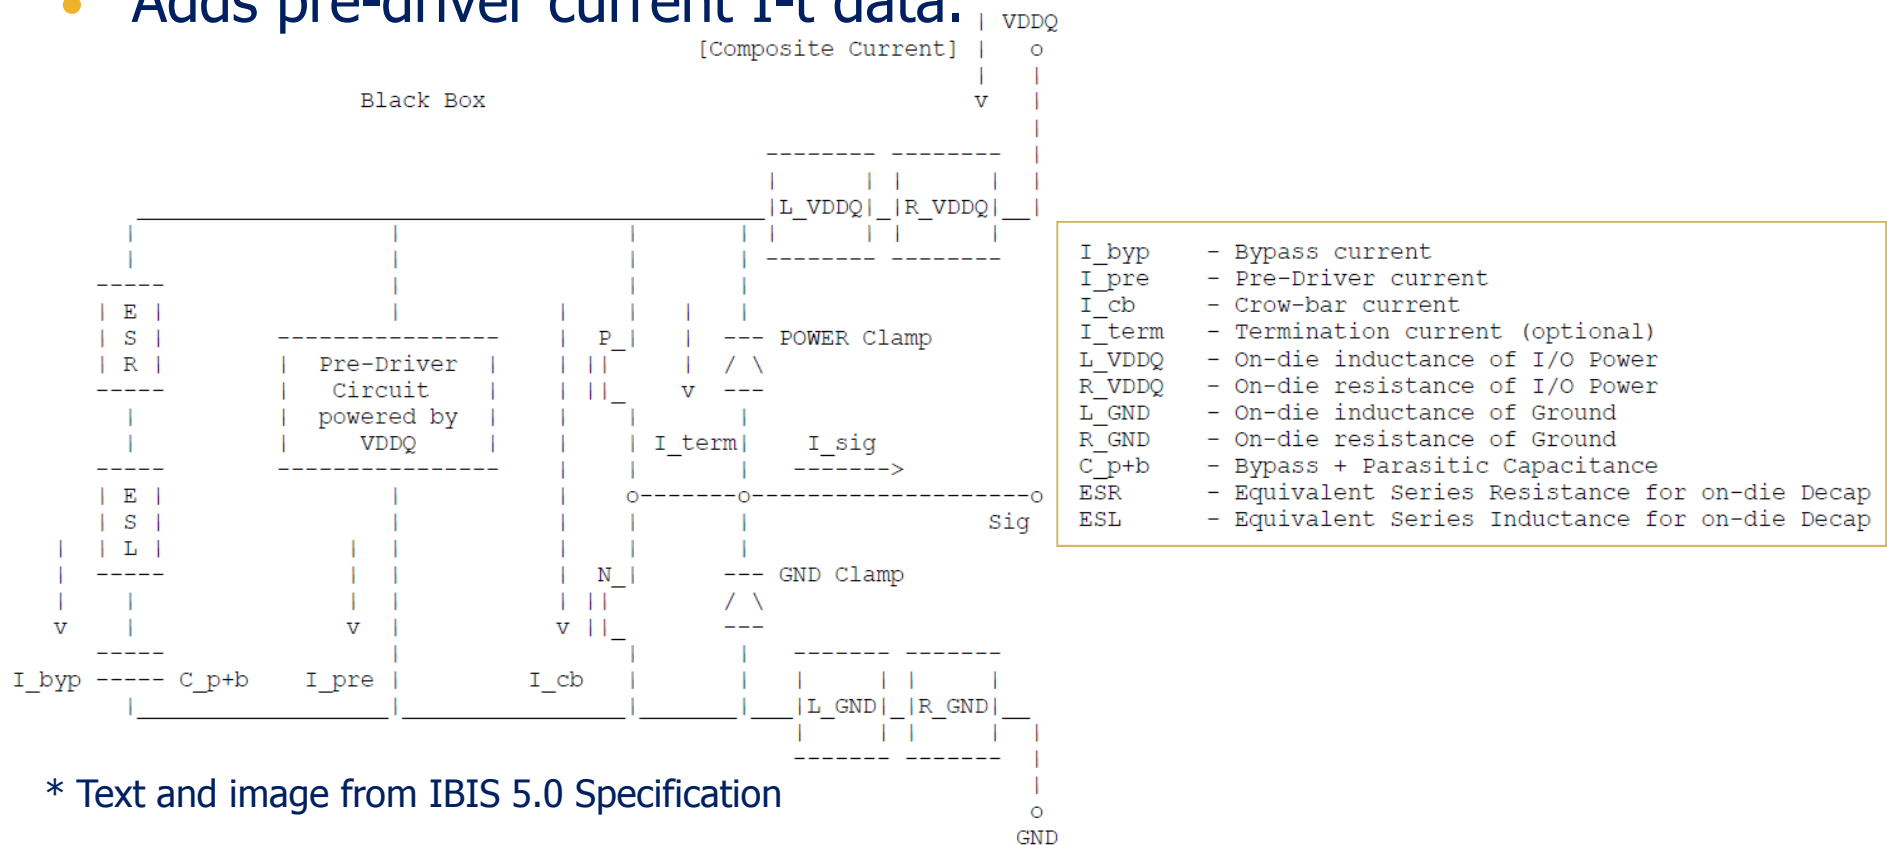 • Adds pre-driver current I-t data.
VDDQ
[Composite Current]
Black Box
L_VDDQ R_VDDQ
I_byp - Bypass current
I_pre - Pre-Driver current
I_cb - Crow-bar current
I_term - Termination current (optional)
L_VDDQ - On-die inductance of I/O Power
R_VDDQ - On-die resistance of I/O Power
L_GND - On-die inductance of Ground
R_GND - On-die resistance of Ground
C_p+b - Bypass + Parasitic Capacitance
ESR - Equivalent Series Resistance for on-die Decap
ESL - Equivalent Series Inductance for on-die Decap
E
S
R
P_
POWER Clamp
Pre-Driver
Circuit
powered by
VDDQ
I_term
I_sig
E
S
L
Sig
N_
GND Clamp
I_byp C_p+b I_pre I_cb
L_GND R_GND
* Text and image from IBIS 5.0 Specification
GND